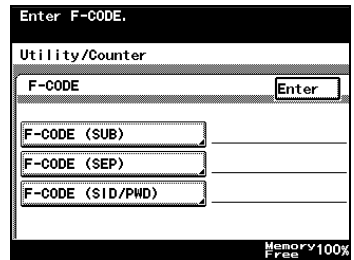 Enter F-CODE.
Utility/Counter
F-CODE
Enter
F-CODE (SUB)
F-CODE (SEP)
F-CODE (SID/PWD)
Memory Free 100%